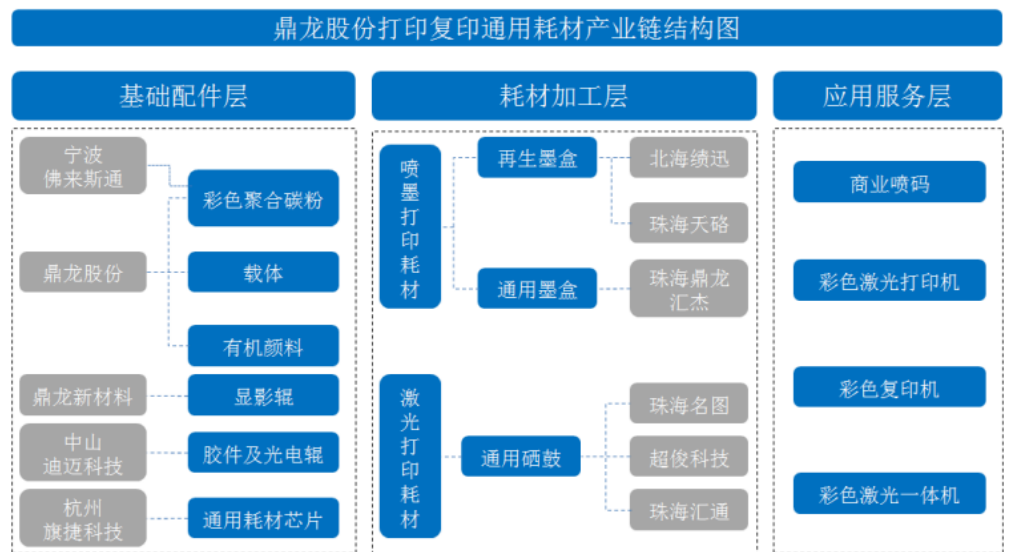 鼎龙股份打印复印通用耗材产业链结构图
基础配件层
宁波
佛来斯通
彩色聚合碳粉
鼎龙股份
载体
有机颜料
鼎龙新材料
显影辊
中山
迪迈科技
胶件及光电辊
杭州
旗捷科技
通用耗材芯片
耗材加工层
喷墨打印耗材
再生墨盒
北海绩迅
珠海天硌
通用墨盒
珠海鼎龙
汇杰
激光打印耗材
通用硒鼓
珠海名图
超俊科技
珠海汇通
应用服务层
商业喷码
彩色激光打印机
彩色复印机
彩色激光一体机